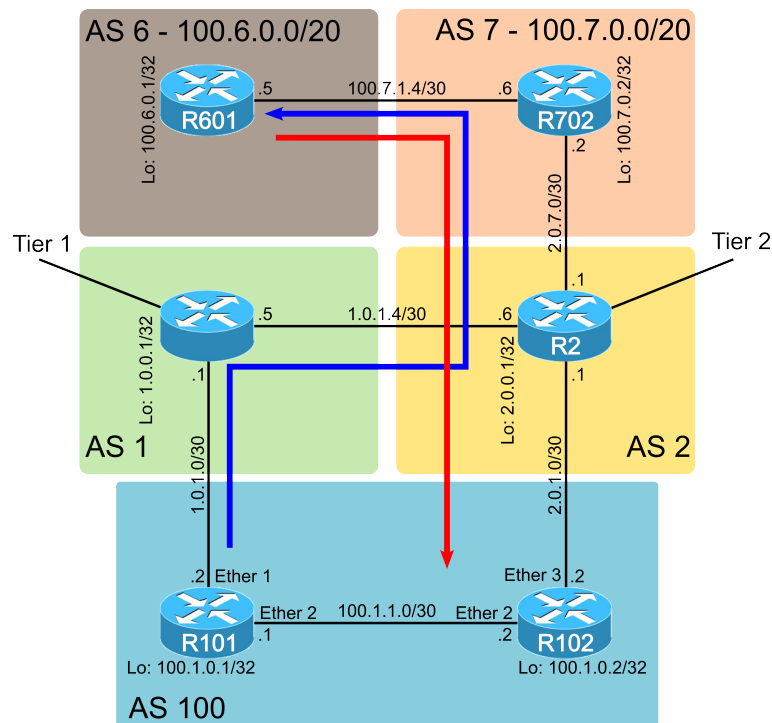 AS 6 - 100.6.0.0/20
AS 7 - 100.7.0.0/20
Lo: 100.6.0.1/32
R601
.5
100.7.1.4/30
.6
R702
.2
Lo: 100.7.0.2/32
2.0.7.0/30
Tier 1
Tier 2
.1
.5
1.0.1.4/30
.6
R2
Lo: 1.0.0.1/32
.1
Lo: 2.0.0.1/32
.1
AS 1
AS 2
1.0.1.0/30
2.0.1.0/30
.2
Ether 1
Ether 3
.2
R101
Ether 2
.1
100.1.1.0/30
Ether 2
.2
R102
Lo: 100.1.0.1/32
Lo: 100.1.0.2/32
AS 100